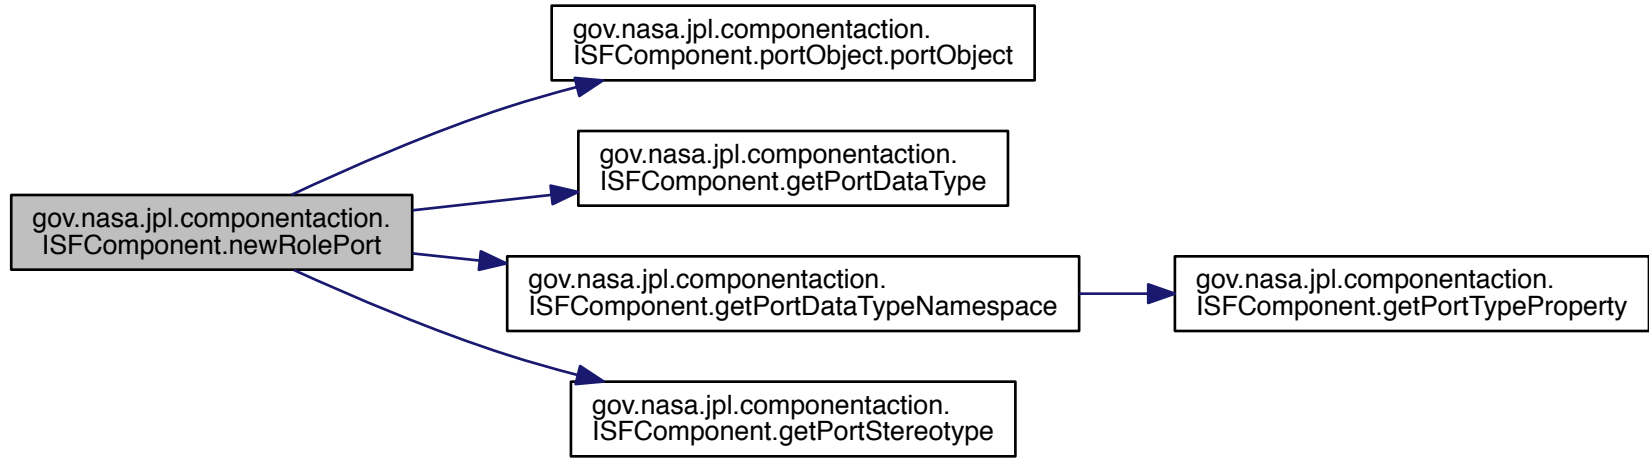 gov.nasa.jpl.componentaction.
ISFComponent.newRolePort
gov.nasa.jpl.componentaction.
ISFComponent.portObject.portObject
gov.nasa.jpl.componentaction.
ISFComponent.getPortDataType
gov.nasa.jpl.componentaction.
ISFComponent.getPortDataTypeNamespace
gov.nasa.jpl.componentaction.
ISFComponent.getPortTypeProperty
gov.nasa.jpl.componentaction.
ISFComponent.getPortStereotype